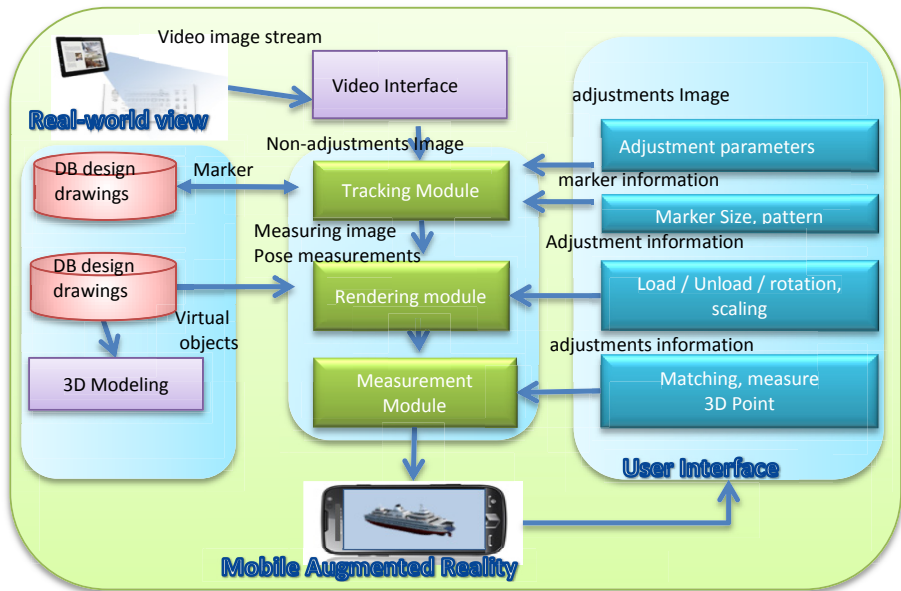 Video image stream
Video Interface
Real-world view
adjustments Image
Non-adjustments Image
Adjustment parameters
DB design
drawings
Marker
Tracking Module
marker information
Marker Size, pattern
Measuring image
Pose measurements
Adjustment information
DB design
drawings
Rendering module
Load / Unload / rotation,
scaling
Virtual
objects
adjustments information
3D Modeling
Measurement
Module
Matching, measure
3D Point
User Interface
Mobile Augmented Reality